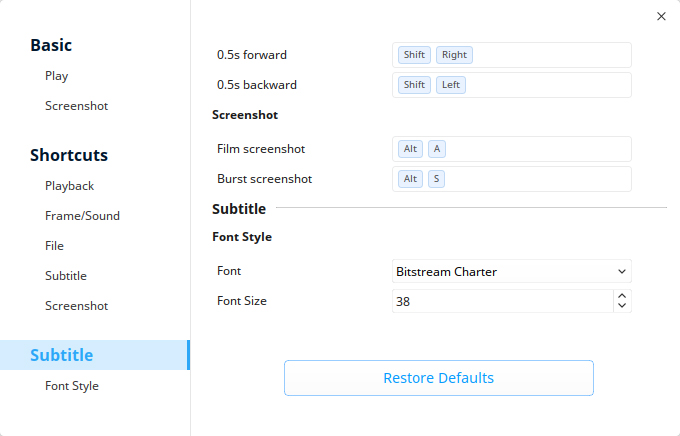 Basic
Play
Screenshot
Shortcuts
Playback
Frame/Sound
File
Subtitle
Screenshot
Subtitle
Font Style
0.5s forward Shift Right
0.5s backward Shift Left
Screenshot
Film screenshot Alt A
Burst screenshot Alt S
Subtitle
Font Style
Font Bitstream Charter
Font Size 38
Restore Defaults